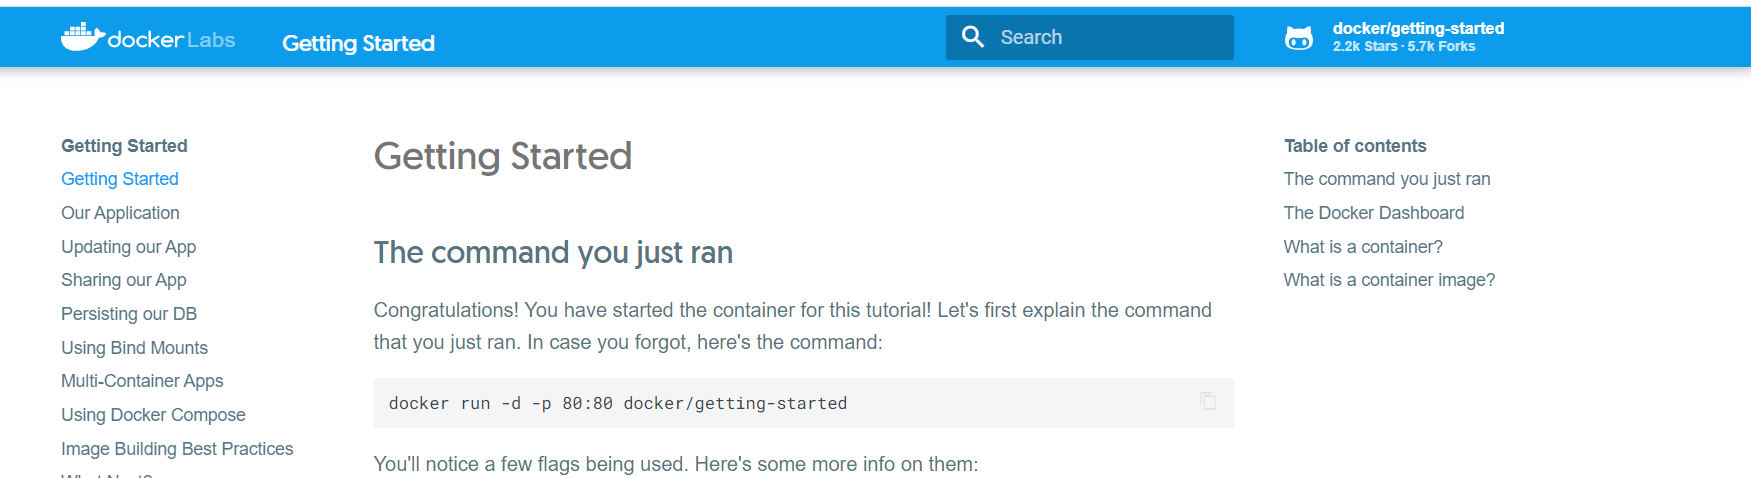 docker Labs
Getting Started
Search
docker/getting-started
2.2k Stars · 5.7k Forks
Getting Started
Getting Started
Our Application
Updating our App
Sharing our App
Persisting our DB
Using Bind Mounts
Multi-Container Apps
Using Docker Compose
Image Building Best Practices
What Next?
Getting Started
The command you just ran
Congratulations! You have started the container for this tutorial! Let's first explain the command
that you just ran. In case you forgot, here's the command:
docker run -d -p 80:80 docker/getting-started
You'll notice a few flags being used. Here's some more info on them:
Table of contents
The command you just ran
The Docker Dashboard
What is a container?
What is a container image?